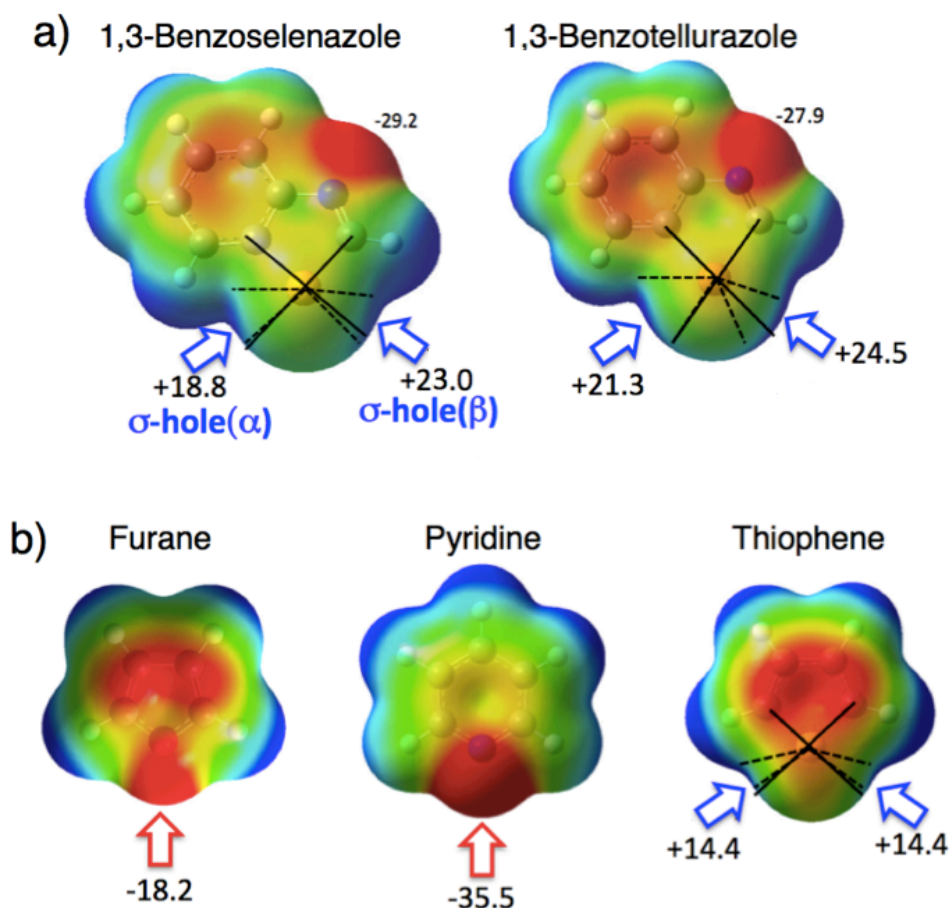 a) 1,3-Benzoselenazole 1,3-Benzotellurazole
-29.2 -27.9
+18.8 +23.0 +21.3 +24.5
σ-hole(α) σ-hole(β)
b) Furane Pyridine Thiophene
+14.4 +14.4
-18.2 -35.5